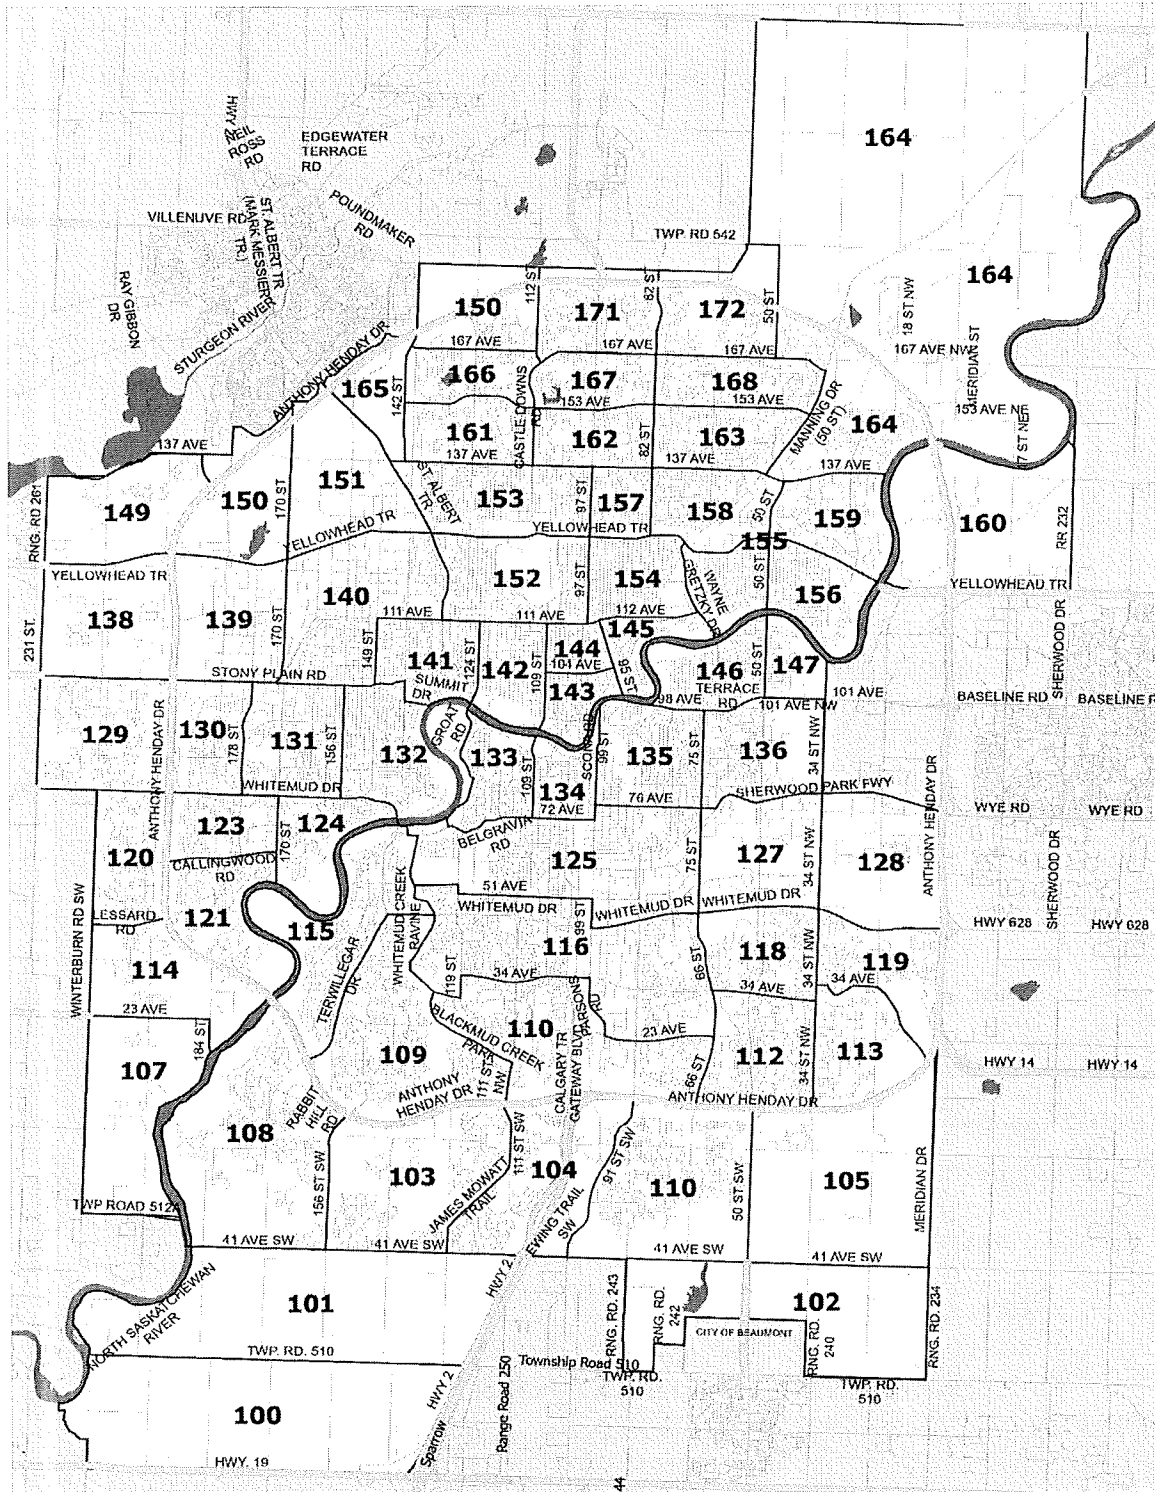 164
HWY 2
NEIL
ROSS
RD
EDGEWATER
TERRACE
RD
VILLENUVE RD
ST. ALBERT TR
(MARK MESSIER
TR.)
POUNDMAKER
RD
TWP. RD 542
RAY GIBBON
DR
STURGEON RIVER
ANTHONY HENDAY DR
164
112 ST
82 ST
50 ST
18 ST NW
MERIDIAN ST
150
171
172
167 AVE
167 AVE
167 AVE
167 AVE NW
165
142 ST
166
CASTLE DOWNS
RD
167
168
153 AVE
153 AVE
153 AVE NE
MANNING DR
(50 ST)
164
161
162
82 ST
163
137 AVE
137 AVE
137 AVE
137 AVE
RNG. RD 261
149
150
170 ST
151
ST. ALBERT
TR
153
97 ST
157
158
50 ST
159
160
RR 232
YELLOWHEAD TR
YELLOWHEAD TR
155
YELLOWHEAD TR
YELLOWHEAD TR
231 ST.
138
139
170 ST
140
152
97 ST
154
WAYNE
GRETZKY DR
50 ST
156
111 AVE
111 AVE
112 AVE
149 ST
141
124 ST
142
109 ST
144
145
104 AVE
143
146
50 ST
147
STONY PLAIN RD
SUMMIT
DR
TERRACE
RD
98 AVE
101 AVE NW
101 AVE
BASELINE RD
SHERWOOD DR
BASELINE R
129
ANTHONY HENDAY DR
130
178 ST
131
156 ST
132
GROAT
RD
133
109 ST
134
99 ST
135
75 ST
136
34 ST NW
ANTHONY HENDAY DR
WHITEMUD DR
72 AVE
76 AVE
SHERWOOD PARK FWY
WYE RD
WYE RD
123
170 ST
124
BELGRAVIA
RD
120
CALLINGWOOD
RD
125
75 ST
127
34 ST NW
128
SHERWOOD DR
WINTERBURN RD SW
LESSARD
RD
121
115
WHITEMUD CREEK
RAVINE
51 AVE
WHITEMUD DR
99 ST
WHITEMUD DR
WHITEMUD DR
HWY 628
HWY 628
114
TERWILLEGAR
DR
119 ST
116
66 ST
118
34 ST NW
119
34 AVE
34 AVE
34 AVE
23 AVE
184 ST
107
109
BLACKMUD CREEK
PARK
110
PARSONS
RD
23 AVE
112
34 ST NW
113
111 ST
NW
CALGARY TR
GATEWAY BLVD
66 ST
HWY 14
HWY 14
ANTHONY
HENDAY DR
ANTHONY HENDAY DR
RABBIT
HILL
RD
108
156 ST SW
103
JAMES MOWATT
TRAIL
111 ST SW
104
91 ST SW
EWING TRAIL
SW
110
50 ST SW
105
MERIDIAN DR
41 AVE SW
41 AVE SW
41 AVE SW
41 AVE SW
NORTH SASKATCHEWAN
RIVER
101
HWY 2
RNG. RD. 243
RNG. RD.
242
CITY OF BEAUMONT
102
RNG. RD.
240
RNG. RD. 234
TWP. RD. 510
Township Road 510
TWP. RD.
510
TWP. RD.
510
100
HWY 2
Sparrow
Range Road 250
HWY. 19
44